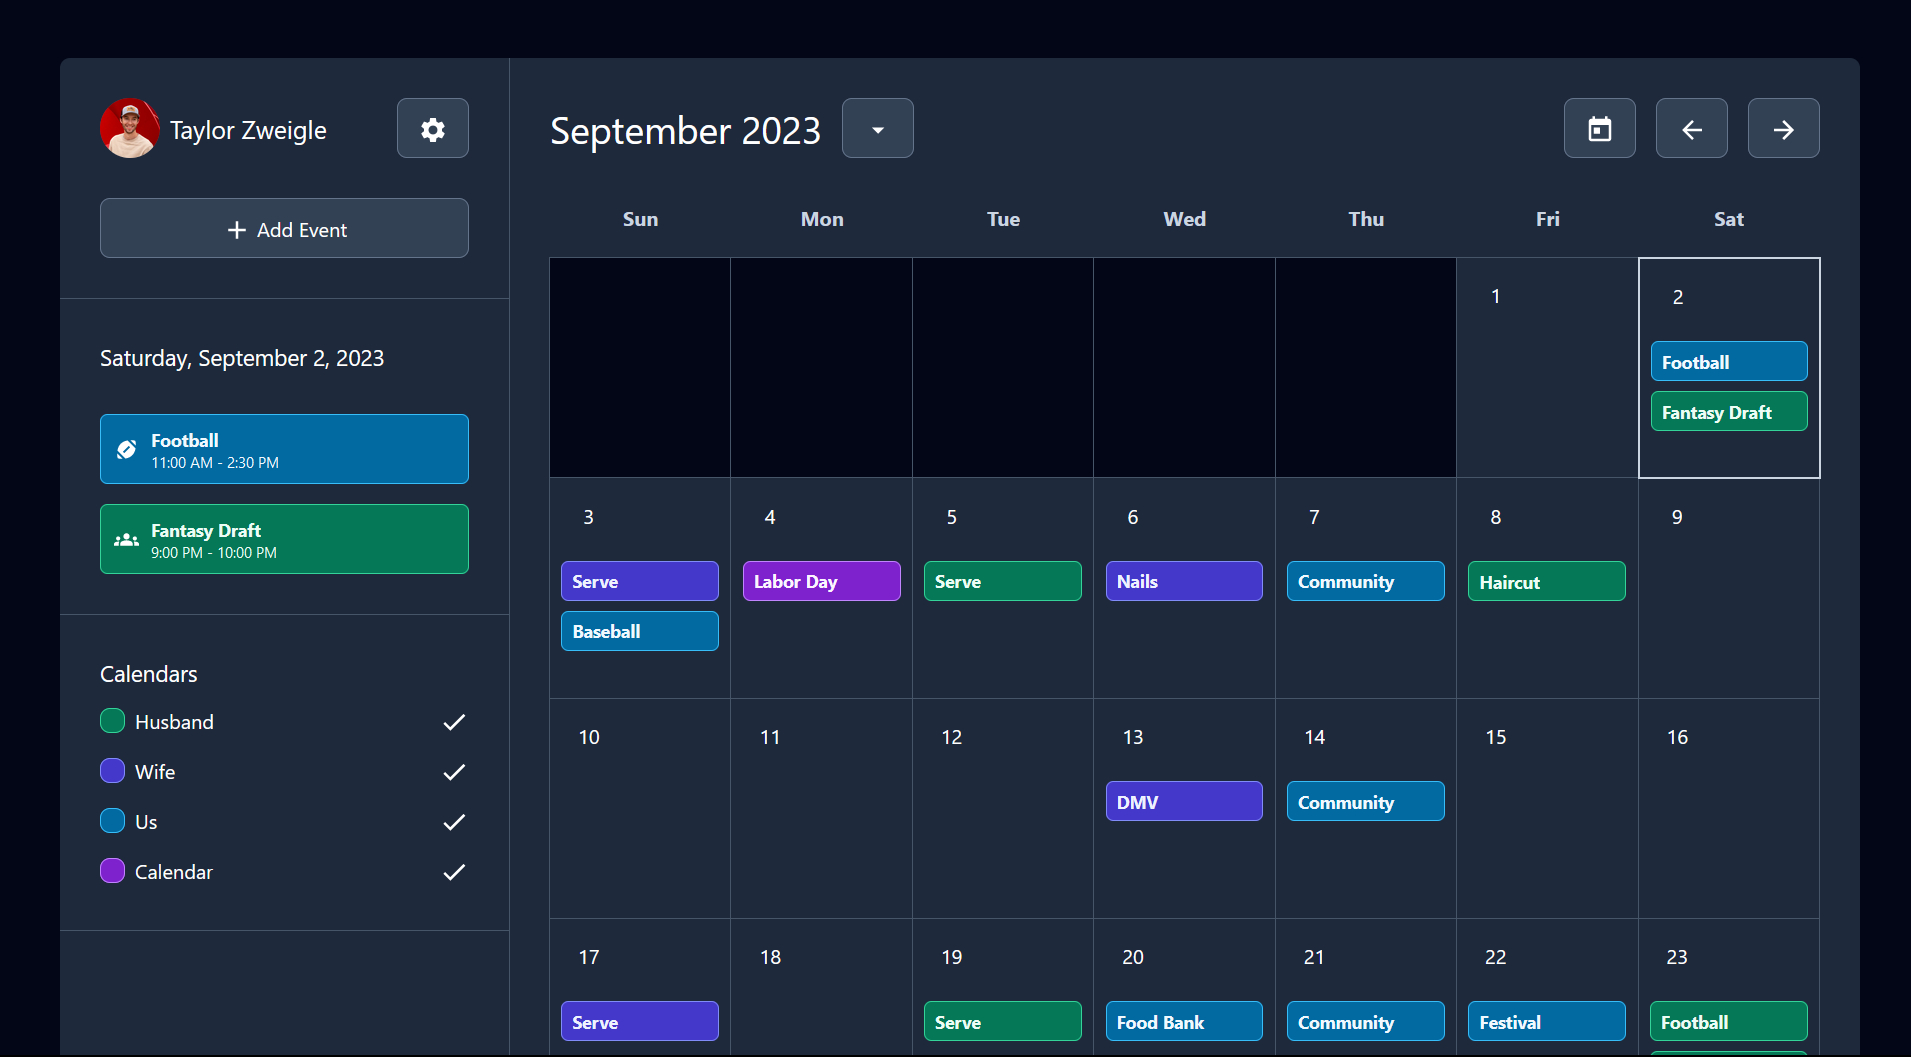 Taylor Zweigle
Add Event
Saturday, September 2, 2023
Football
11:00 AM - 2:30 PM
Fantasy Draft
9:00 PM - 10:00 PM
Calendars
Husband
Wife
Us
Calendar
September 2023
Sun Mon Tue Wed Thu Fri Sat
1 2
Football
Fantasy Draft
3 4 5 6 7 8 9
Serve Labor Day Serve Nails Community Haircut
Baseball
10 11 12 13 14 15 16
DMV Community
17 18 19 20 21 22 23
Serve Serve Food Bank Community Festival Football